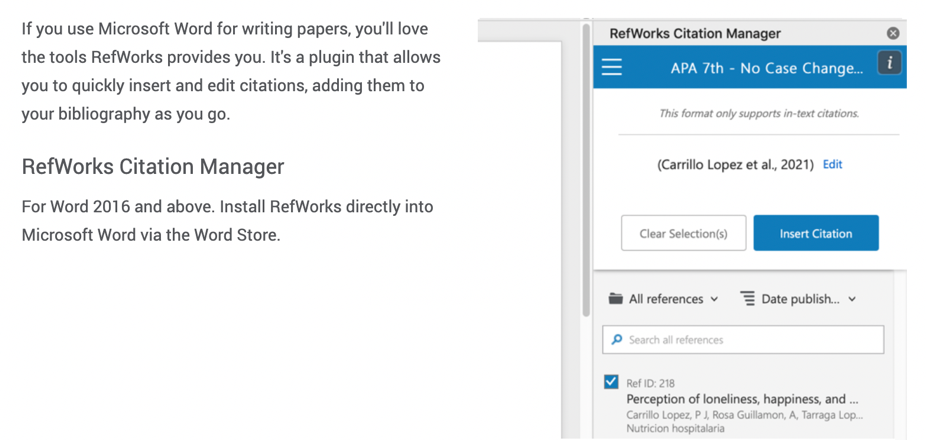 If you use Microsoft Word for writing papers, you'll love
the tools RefWorks provides you. It's a plugin that allows
you to quickly insert and edit citations, adding them to
your bibliography as you go.
RefWorks Citation Manager
For Word 2016 and above. Install RefWorks directly into
Microsoft Word via the Word Store.
RefWorks Citation Manager
APA 7th - No Case Change...
i
This format only supports in-text citations.
(Carrillo Lopez et al., 2021) Edit
Clear Selection(s) Insert Citation
All references Date publish...
Search all references
Ref ID: 218
Perception of loneliness, happiness, and ...
Carrillo Lopez, P J, Rosa Guillamon, A, Tarraga Lop...
Nutricion hospitalaria